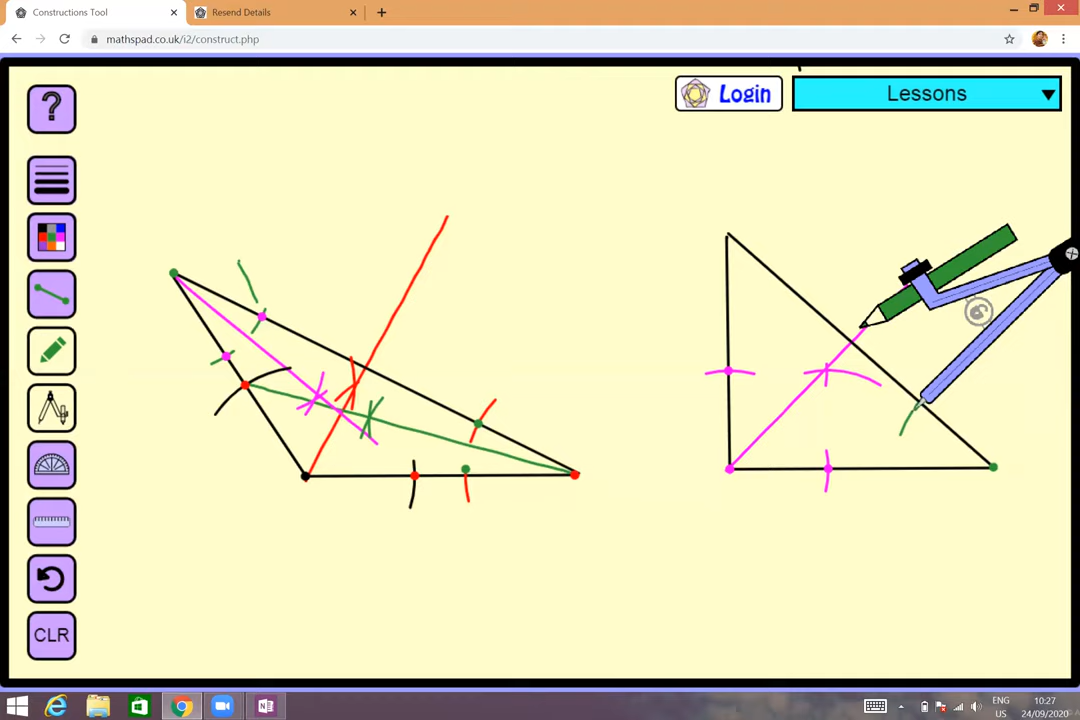 Constructions Tool
Resend Details
mathspad.co.uk/i2/construct.php
?
Login
Lessons
CLR
ENG
US
10:27
24/09/2020